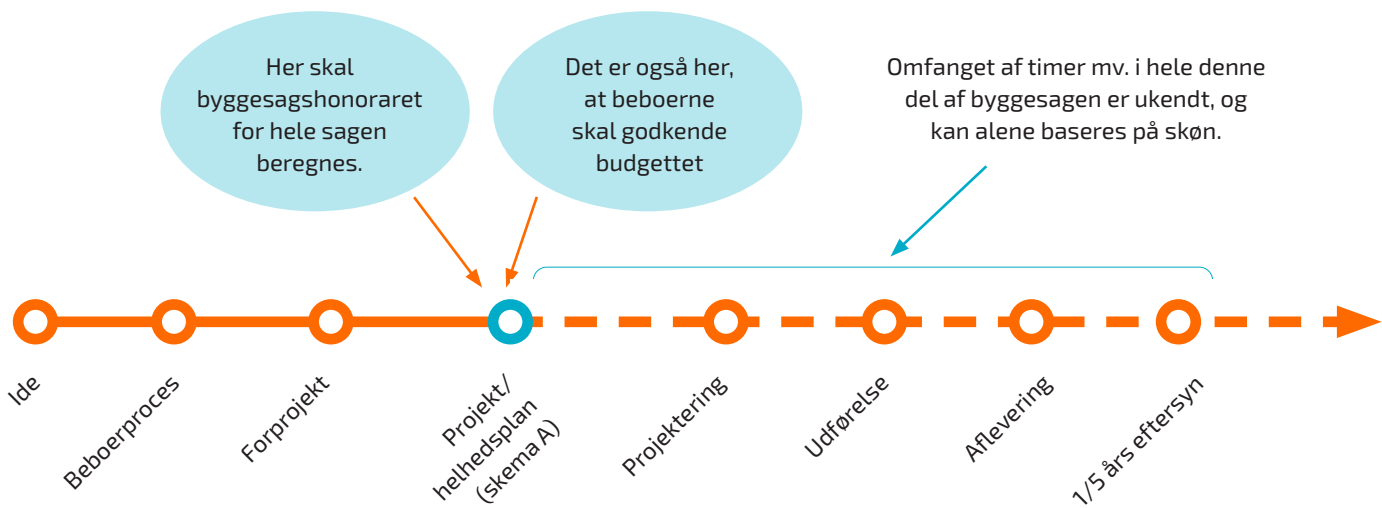 Her skal
byggesagshonoraret
for hele sagen
beregnes.
Det er også her,
at beboerne
skal godkende
budgettet
Omfanget af timer mv. i hele denne
del af byggesagen er ukendt, og
kan alene baseres på skøn.
Ide
Beboerproces
Forprojekt
Projekt/
helhedsplan
(skema A)
Projektering
Udførelse
Aflevering
1/5 års eftersyn